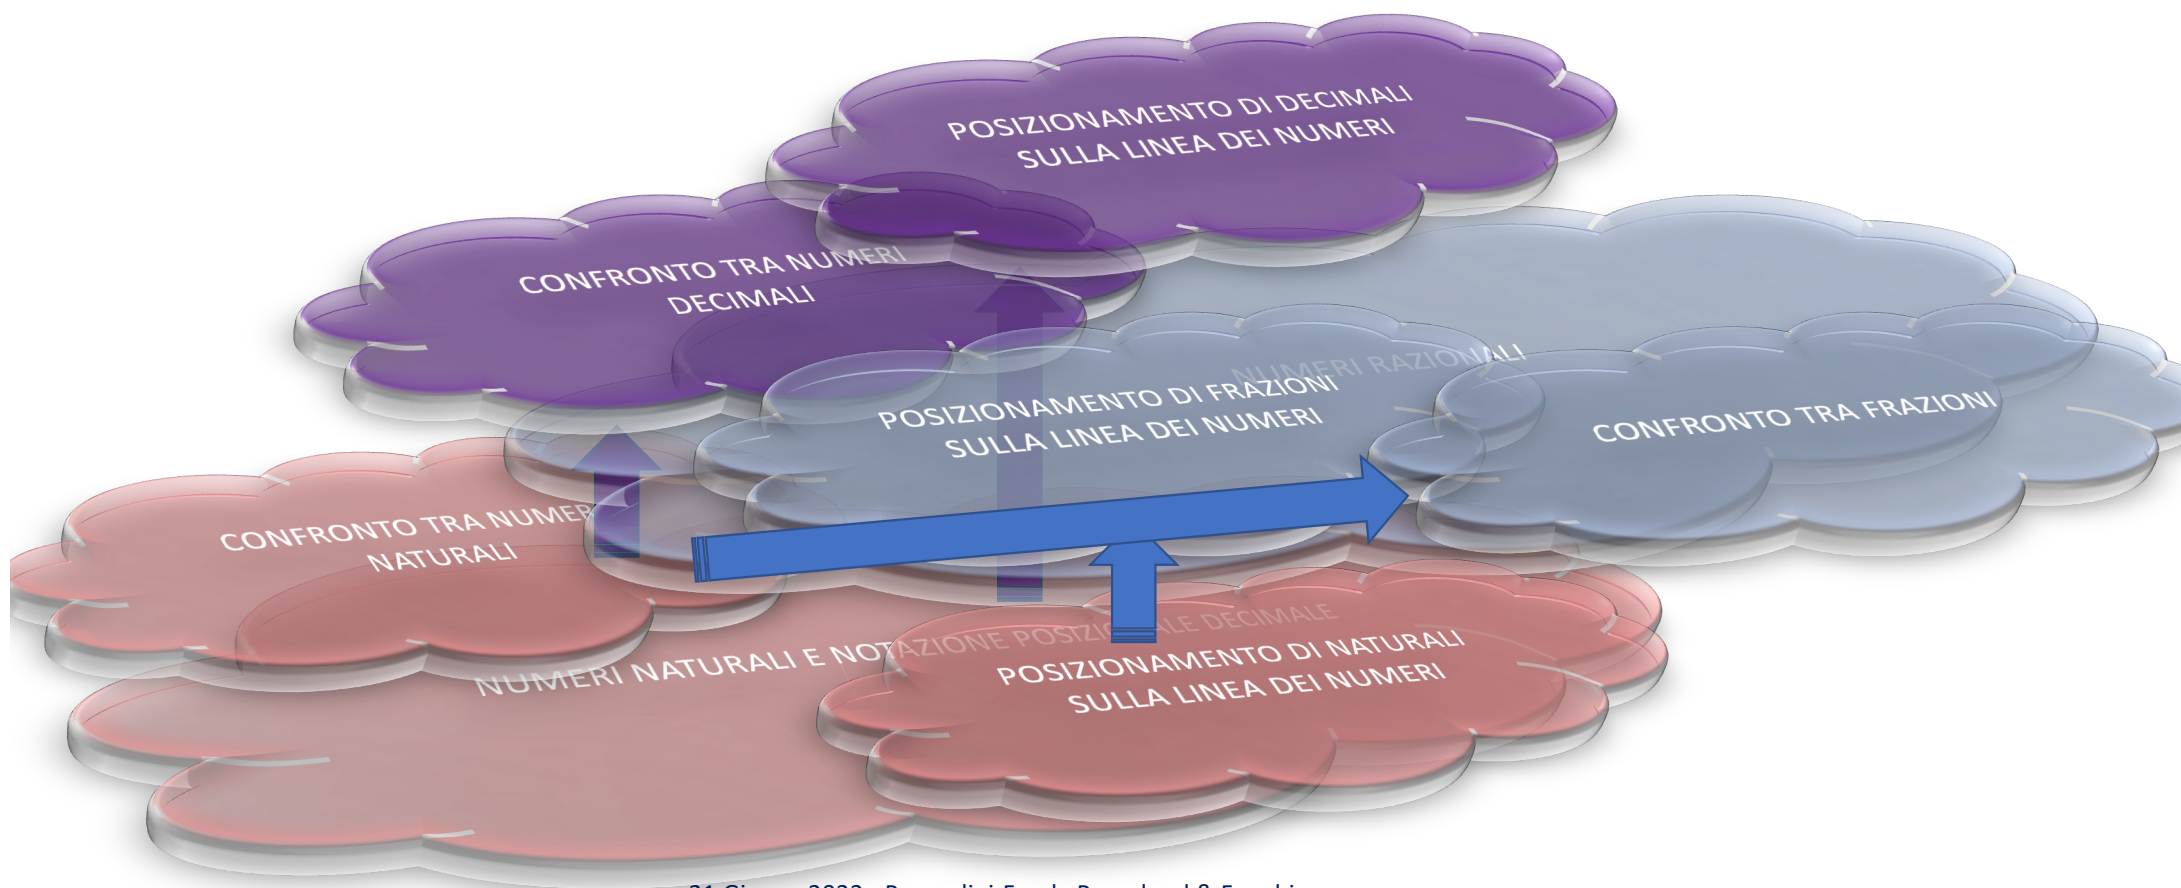 POSIZIONAMENTO DI DECIMALI
SULLA LINEA DEI NUMERI
CONFRONTO TRA NUMERI
DECIMALI
NUMERI RAZIONALI
POSIZIONAMENTO DI FRAZIONI
SULLA LINEA DEI NUMERI
CONFRONTO TRA FRAZIONI
CONFRONTO TRA NUMER
NATURALI
NUMERI NATURALI E NOTAZIONE POSIZIONALE DECIMALE
POSIZIONAMENTO DI NATURALI
SULLA LINEA DEI NUMERI